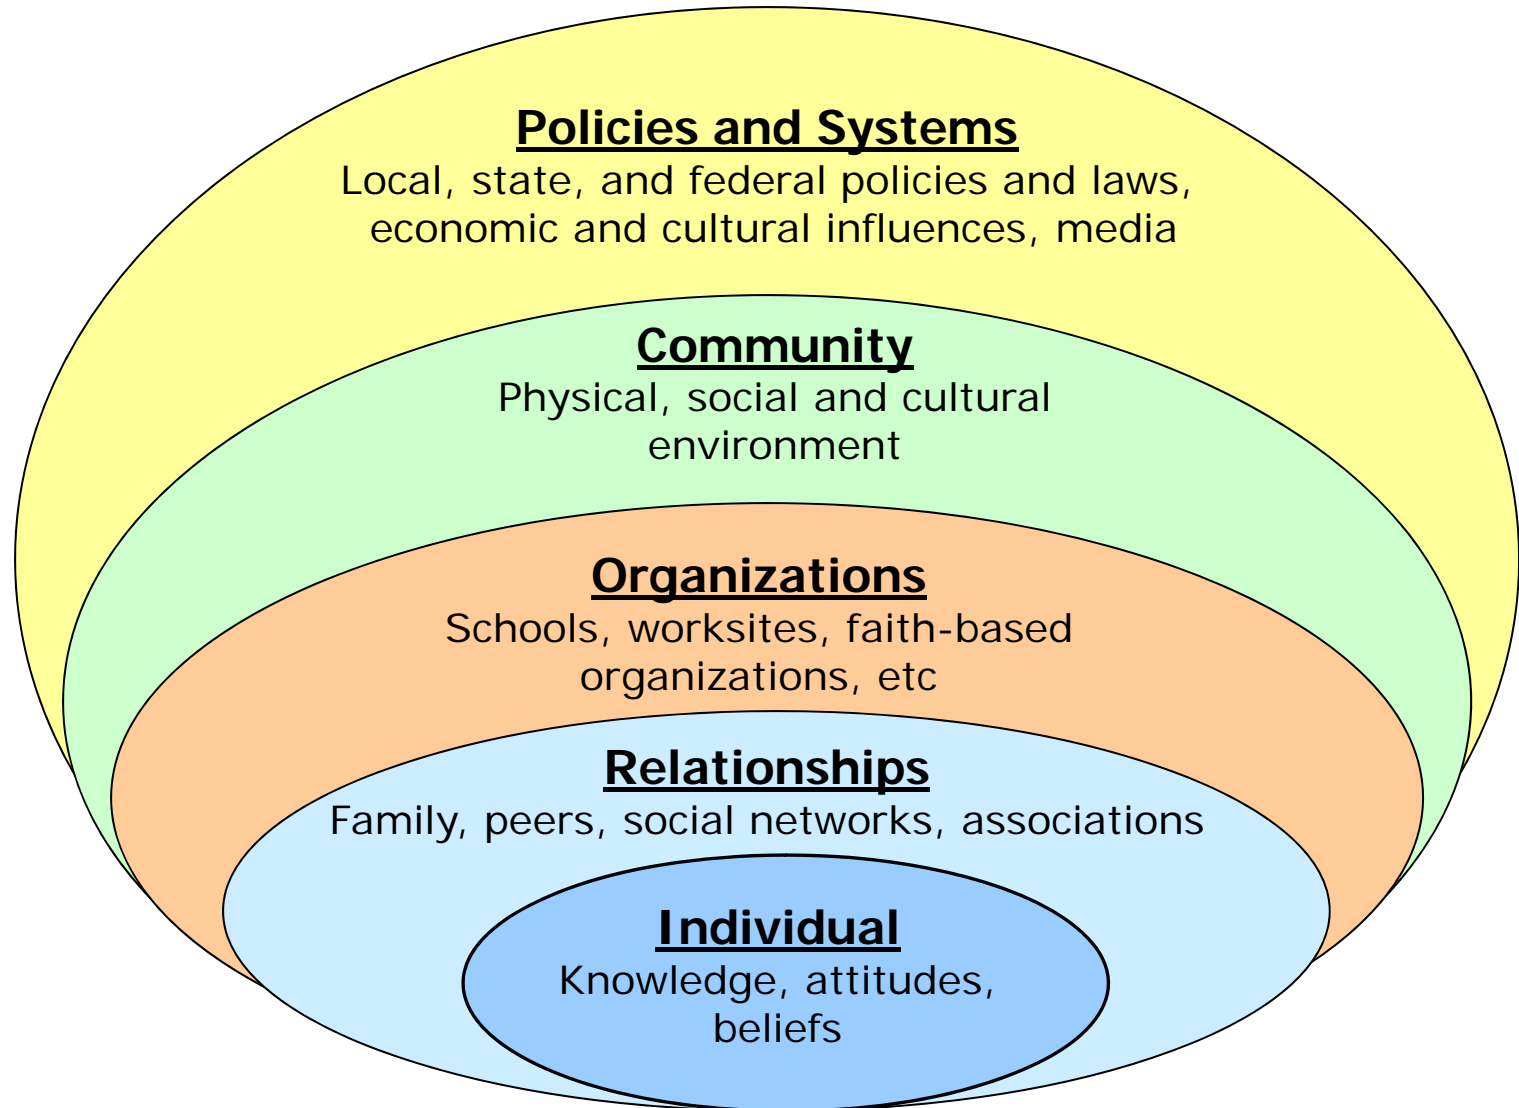 Policies and Systems
Local, state, and federal policies and laws,
economic and cultural influences, media
Community
Physical, social and cultural
environment
Organizations
Schools, worksites, faith-based
organizations, etc
Relationships
Family, peers, social networks, associations
Individual
Knowledge, attitudes,
beliefs